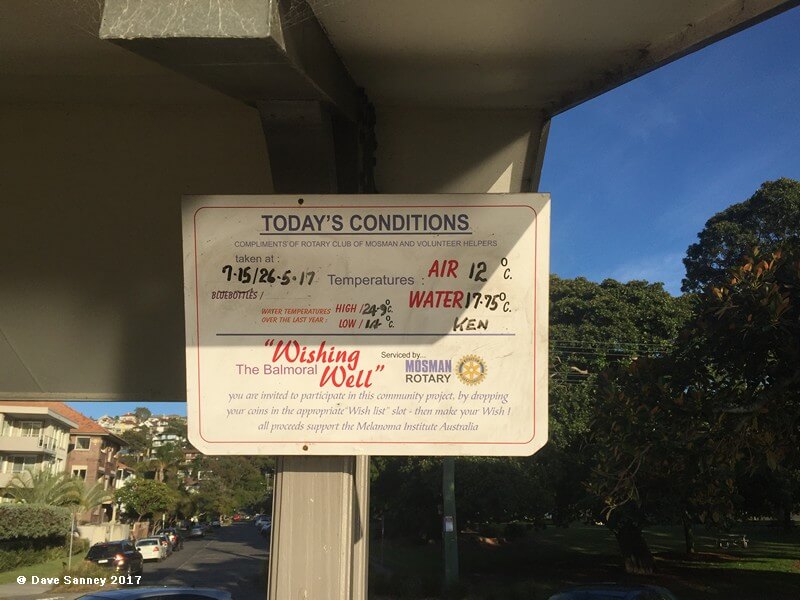 TODAY'S CONDITIONS
COMPLIMENTS OF ROTARY CLUB OF MOSMAN AND VOLUNTEER HELPERS
taken at :
7·15/26·5·17 Temperatures : AIR 12 °C.
BLUEBOTTLES / WATER 17·75°C.
WATER TEMPERATURES HIGH / 24·9°C.
OVER THE LAST YEAR : LOW / 14°C. KEN
The Balmoral "Wishing Well"
Serviced by...
MOSMAN ROTARY
you are invited to participate in this community project, by dropping
your coins in the appropriate "Wish list" slot - then make your Wish !
all proceeds support the Melanoma Institute Australia
© Dave Sanney 2017